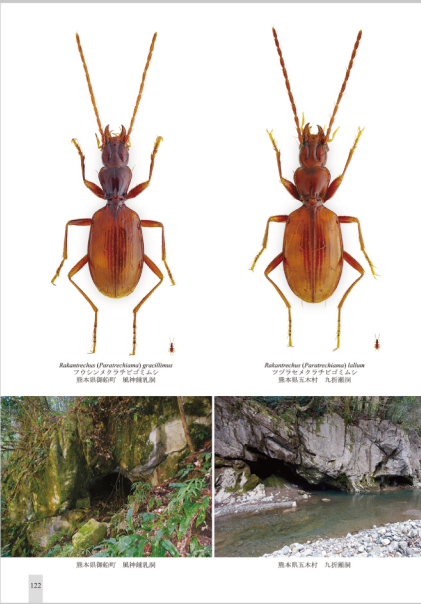 Rakantrechus (Paratrechiama) gracillimus
フウシンメクラチビゴミムシ
熊本県御船町　風神鍾乳洞
Rakantrechus (Paratrechiama) lallum
ツヅラセメクラチビゴミムシ
熊本県五木村　九折瀬洞
熊本県御船町　風神鍾乳洞
熊本県五木村　九折瀬洞
122